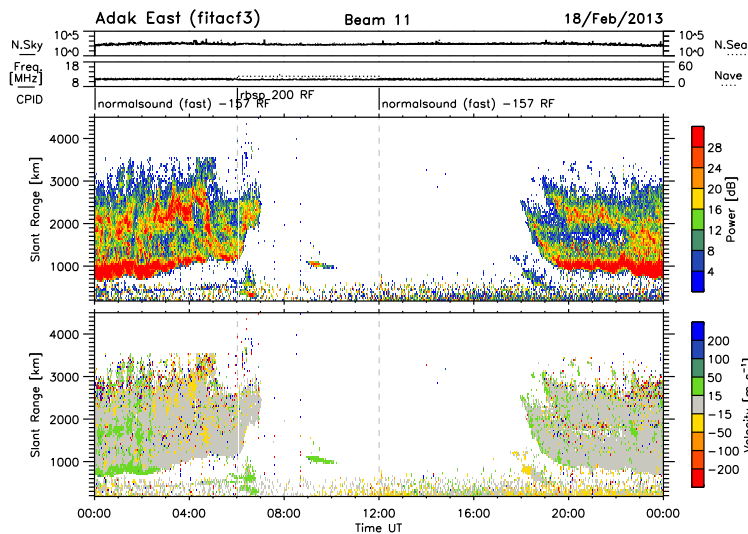 Adak East (fitacf3) Beam 11 18/Feb/2013
N.Sky 10^5 10^0 10^5 10^0 N.Sea
Freq. [MHz] 18 8 60 0 Nave
CPID normalsound (fast) -157 RF rbsp_200 RF normalsound (fast) -157 RF
Slant Range [km]
4000
3000
2000
1000
28
24
20
16
12
8
4
Power [dB]
Slant Range [km]
4000
3000
2000
1000
200
100
50
15
-15
-50
-100
-200
Velocity [m s^-1]
00:00 04:00 08:00 12:00 16:00 20:00 00:00
Time UT